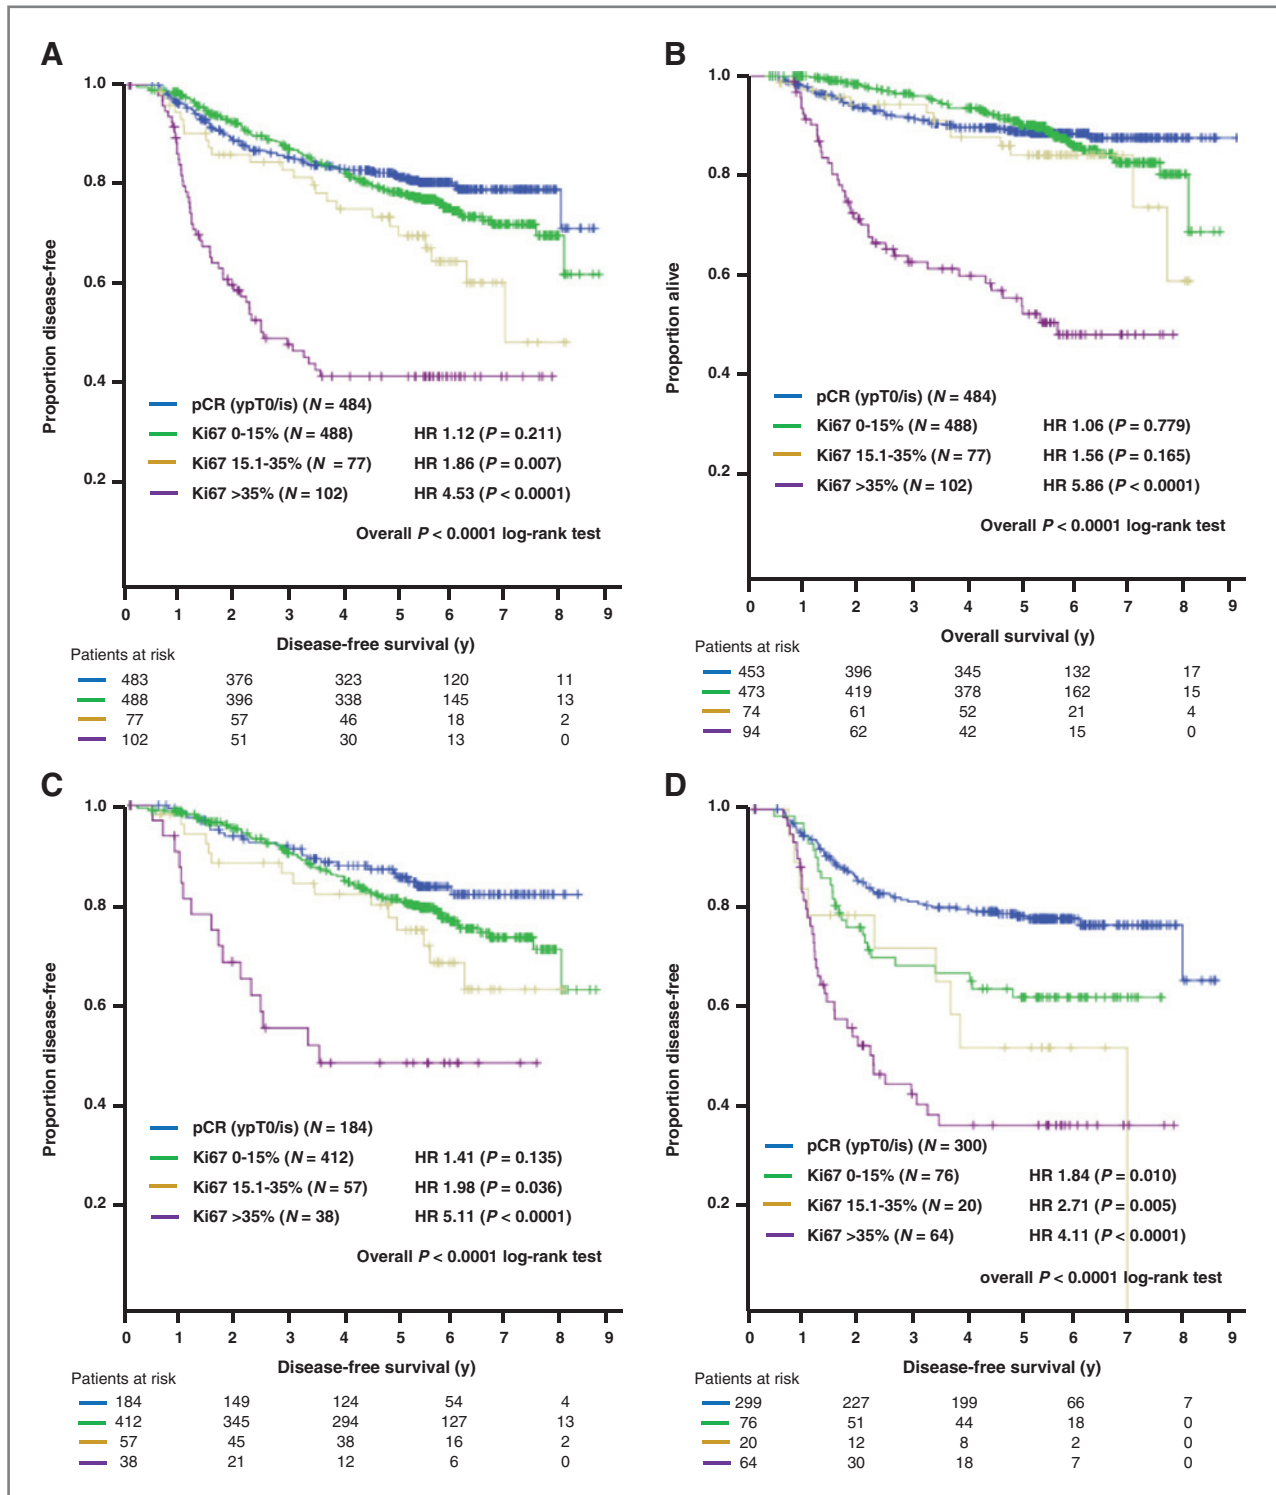 A
1.0
0.8
0.6
0.4
0.2
Proportion disease-free
pCR (ypT0/is) (N = 484)
Ki67 0-15% (N = 488) HR 1.12 (P = 0.211)
Ki67 15.1-35% (N = 77) HR 1.86 (P = 0.007)
Ki67 >35% (N = 102) HR 4.53 (P < 0.0001)
Overall P < 0.0001 log-rank test
0 1 2 3 4 5 6 7 8 9
Disease-free survival (y)
Patients at risk
483 376 323 120 11
488 396 338 145 13
77 57 46 18 2
102 51 30 13 0
B
1.0
0.8
0.6
0.4
0.2
Proportion alive
pCR (ypT0/is) (N = 484)
Ki67 0-15% (N = 488) HR 1.06 (P = 0.779)
Ki67 15.1-35% (N = 77) HR 1.56 (P = 0.165)
Ki67 >35% (N = 102) HR 5.86 (P < 0.0001)
Overall P < 0.0001 log-rank test
0 1 2 3 4 5 6 7 8 9
Overall survival (y)
Patients at risk
453 396 345 132 17
473 419 378 162 15
74 61 52 21 4
94 62 42 15 0
C
1.0
0.8
0.6
0.4
0.2
Proportion disease-free
pCR (ypT0/is) (N = 184)
Ki67 0-15% (N = 412) HR 1.41 (P = 0.135)
Ki67 15.1-35% (N = 57) HR 1.98 (P = 0.036)
Ki67 >35% (N = 38) HR 5.11 (P < 0.0001)
Overall P < 0.0001 log-rank test
0 1 2 3 4 5 6 7 8 9
Disease-free survival (y)
Patients at risk
184 149 124 54 4
412 345 294 127 13
57 45 38 16 2
38 21 12 6 0
D
1.0
0.8
0.6
0.4
0.2
Proportion disease-free
pCR (ypT0/is) (N = 300)
Ki67 0-15% (N = 76) HR 1.84 (P = 0.010)
Ki67 15.1-35% (N = 20) HR 2.71 (P = 0.005)
Ki67 >35% (N = 64) HR 4.11 (P < 0.0001)
overall P < 0.0001 log-rank test
0 1 2 3 4 5 6 7 8 9
Disease-free survival (y)
Patients at risk
299 227 199 66 7
76 51 44 18 0
20 12 8 2 0
64 30 18 7 0